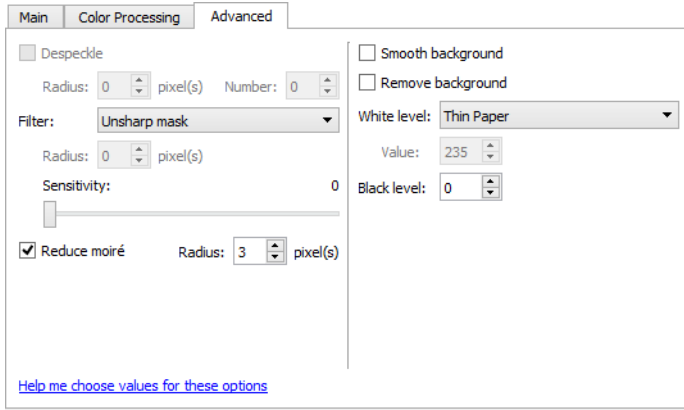 Main Color Processing Advanced
Despeckle
Radius: 0 pixel(s) Number: 0
Filter: Unsharp mask
Radius: 0 pixel(s)
Sensitivity: 0
Reduce moiré Radius: 3 pixel(s)
Help me choose values for these options
Smooth background
Remove background
White level: Thin Paper
Value: 235
Black level: 0